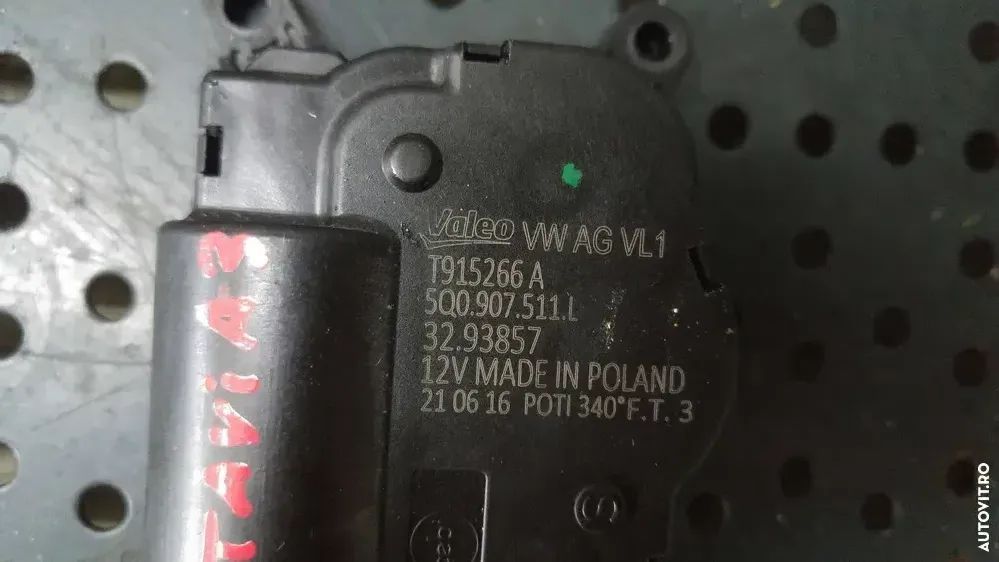 Valeo VW AG VL1
T915266 A
5Q0.907.511.L
32.93857
12V MADE IN POLAND
21 06 16 POTI 340°F.T. 3
AUTOVIT.RO